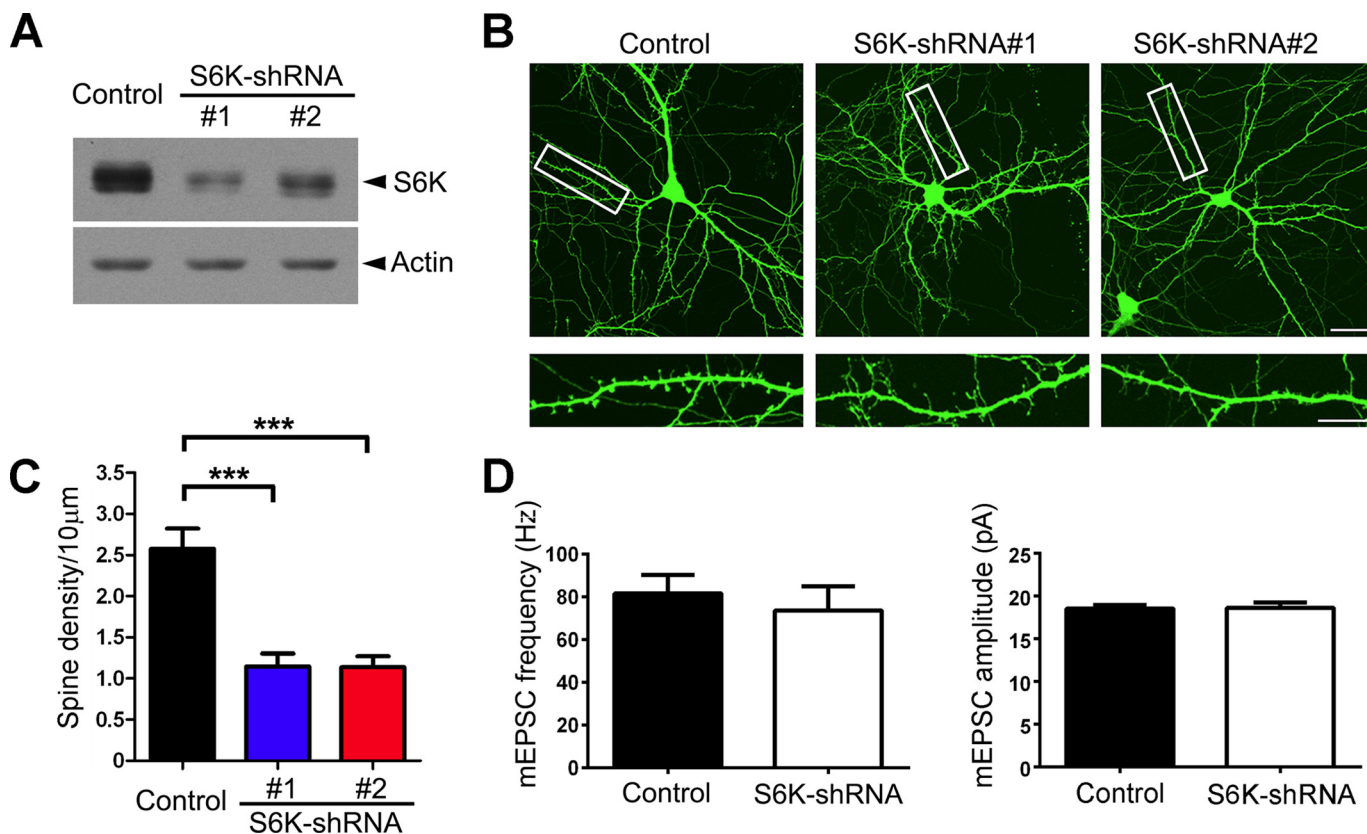 A
Control
S6K-shRNA
#1
#2
S6K
Actin
B
Control
S6K-shRNA#1
S6K-shRNA#2
C
Spine density/10μm
3.5
3.0
2.5
2.0
1.5
1.0
0.5
0
***
***
Control
#1
#2
S6K-shRNA
D
mEPSC frequency (Hz)
100
80
60
40
20
0
Control
S6K-shRNA
mEPSC amplitude (pA)
25
20
15
10
5
0
Control
S6K-shRNA